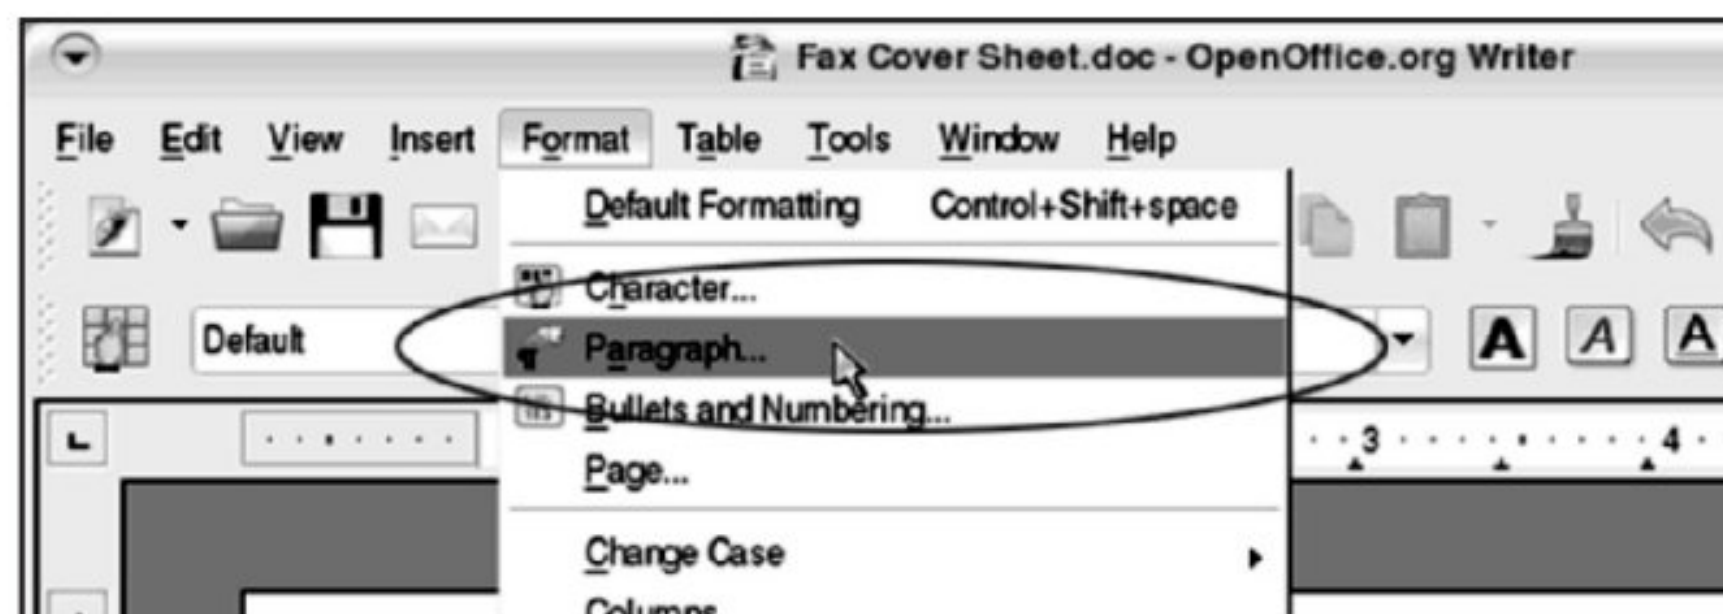 Fax Cover Sheet.doc - OpenOffice.org Writer
File Edit View Insert Format Table Tools Window Help
Default Formatting Control+Shift+space
Character...
Default
Paragraph...
A A A
Bullets and Numbering...
3 4
Page...
Change Case
Columns